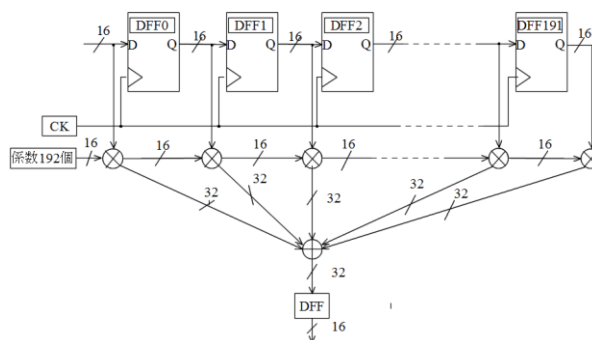 DFF0 DFF1 DFF2 DFF191
16 16 16 16 16
D Q D Q D Q D Q
CK
係数192個 16 16 16 16 16
32 32 32 32 32
32
DFF
16